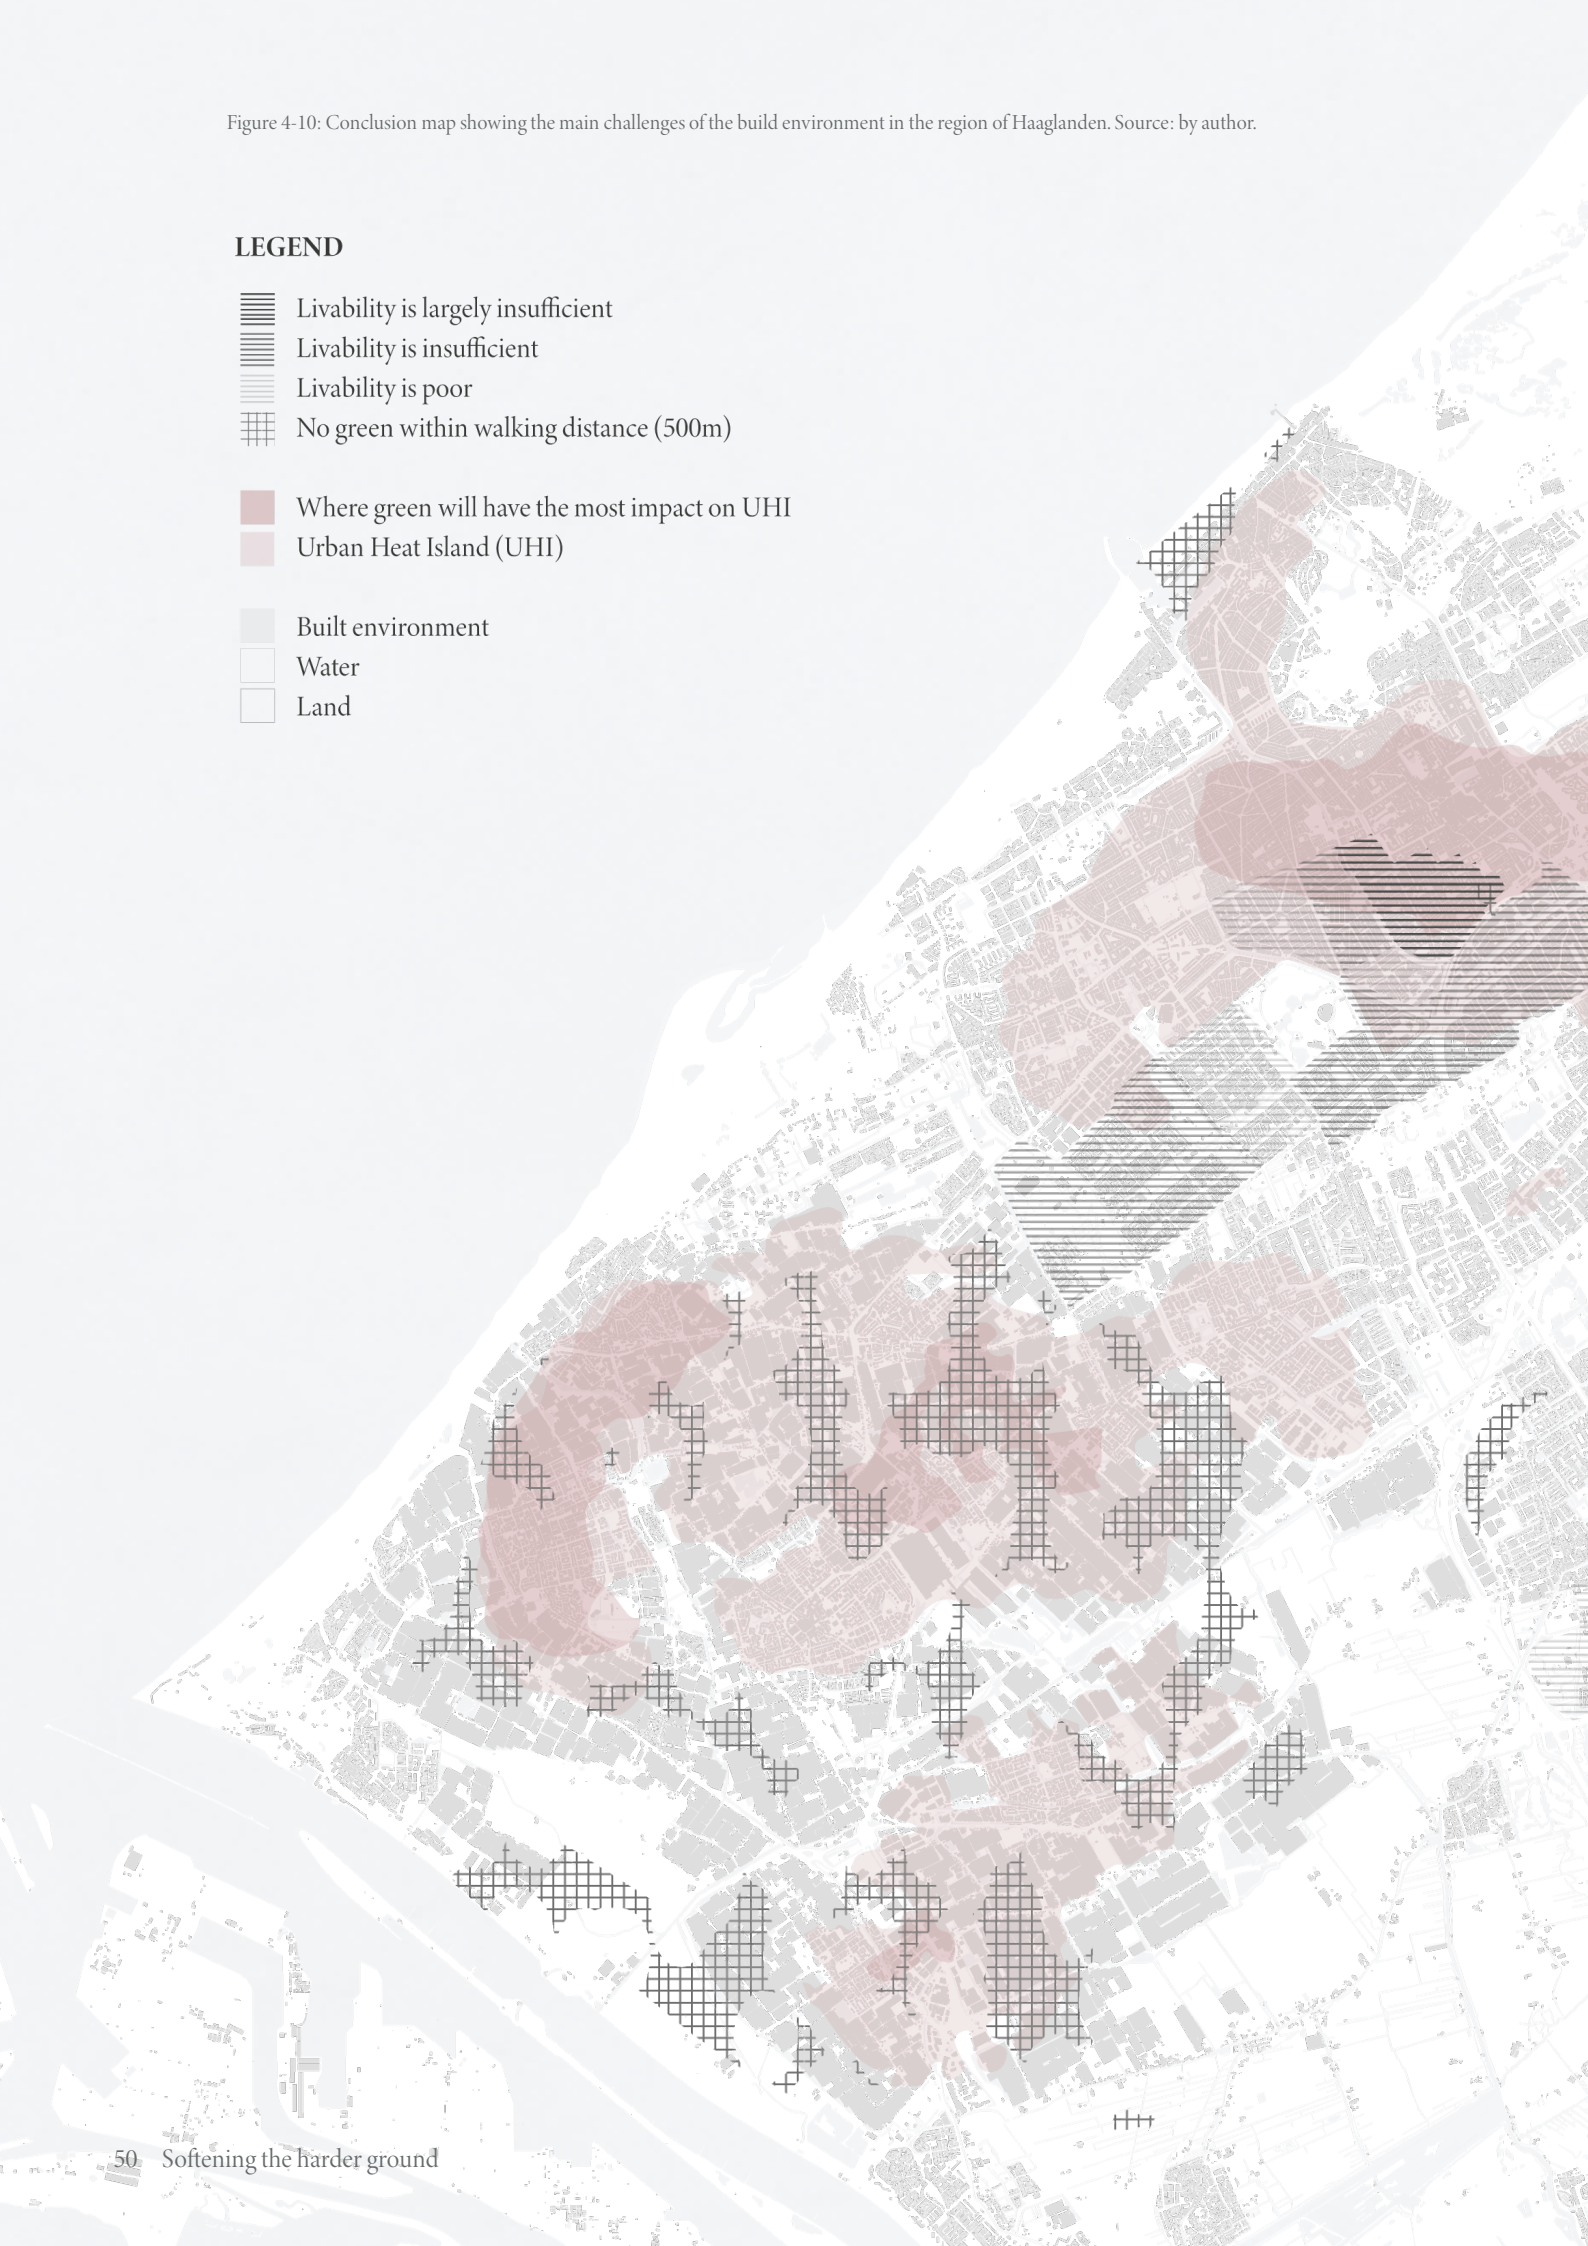 Figure 4-10: Conclusion map showing the main challenges of the build environment in the region of Haaglanden. Source: by author.
LEGEND
Livability is largely insufficient
Livability is insufficient
Livability is poor
No green within walking distance (500m)
Where green will have the most impact on UHI
Urban Heat Island (UHI)
Built environment
Water
Land
50 Softening the harder ground